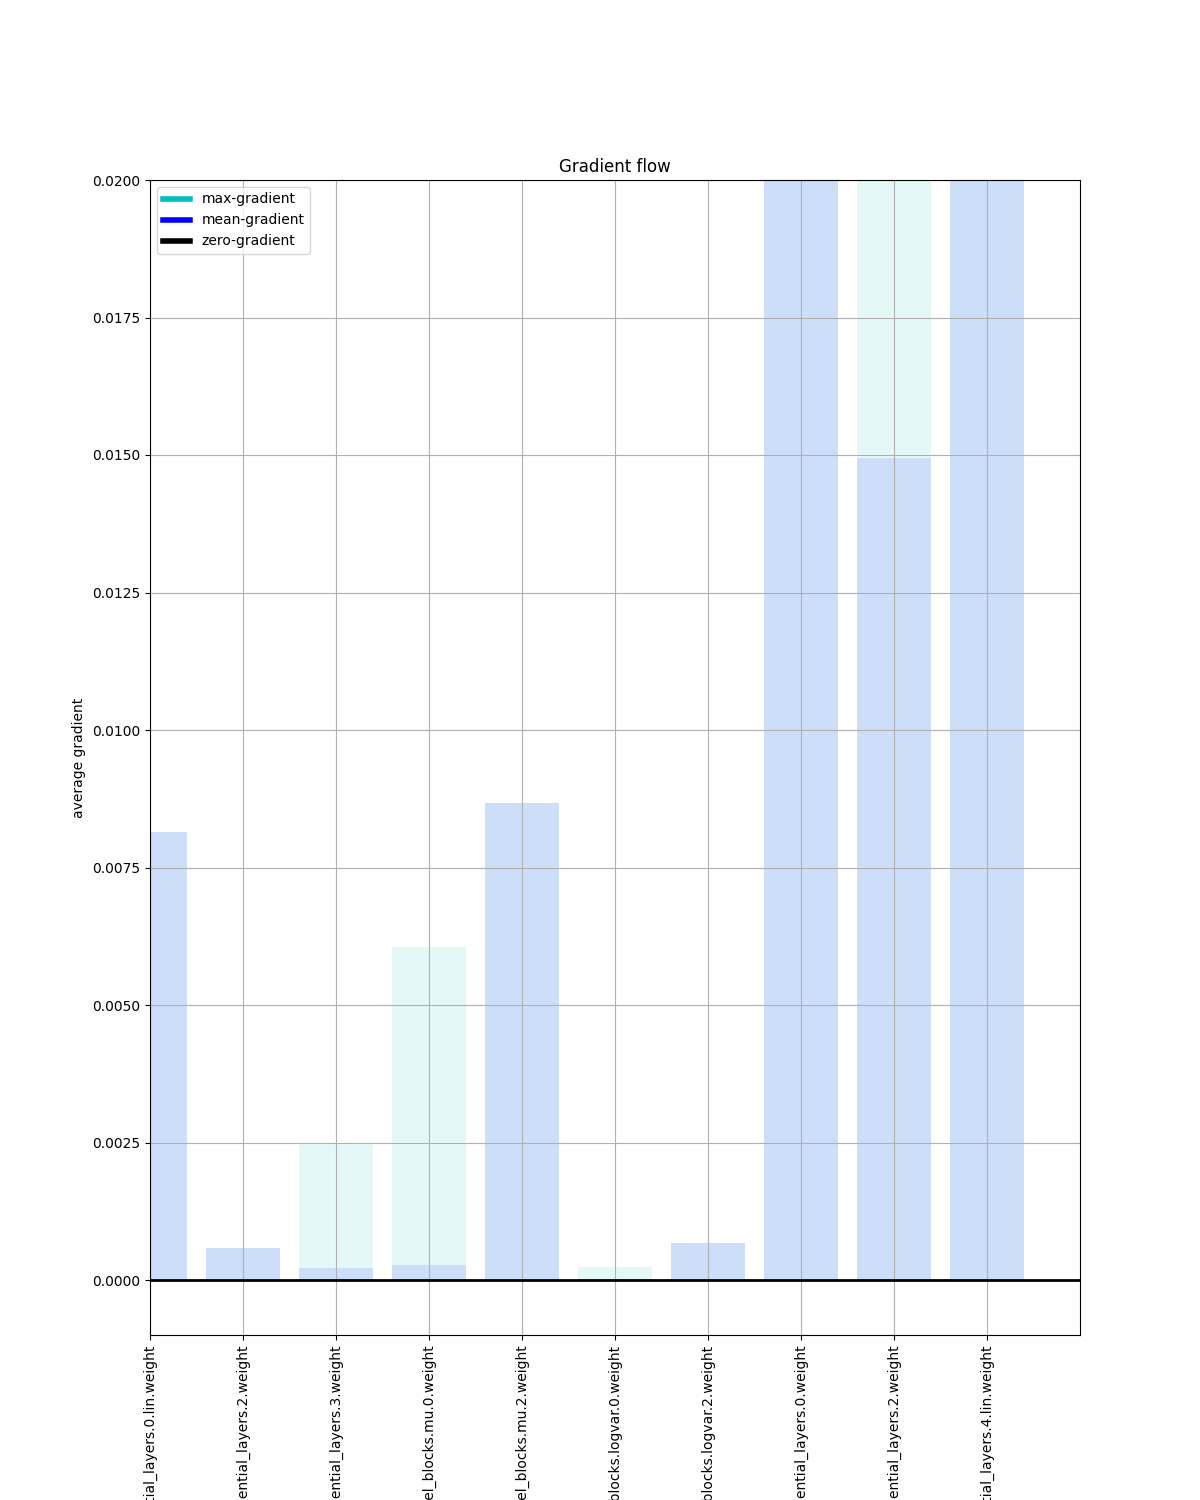 Gradient flow
max-gradient
mean-gradient
zero-gradient
0.0200
0.0175
0.0150
0.0125
0.0100
0.0075
0.0050
0.0025
0.0000
average gradient
tial_layers.0.lin.weight
ential_layers.2.weight
ential_layers.3.weight
el_blocks.mu.0.weight
el_blocks.mu.2.weight
blocks.logvar.0.weight
blocks.logvar.2.weight
ential_layers.0.weight
ential_layers.2.weight
tial_layers.4.lin.weight